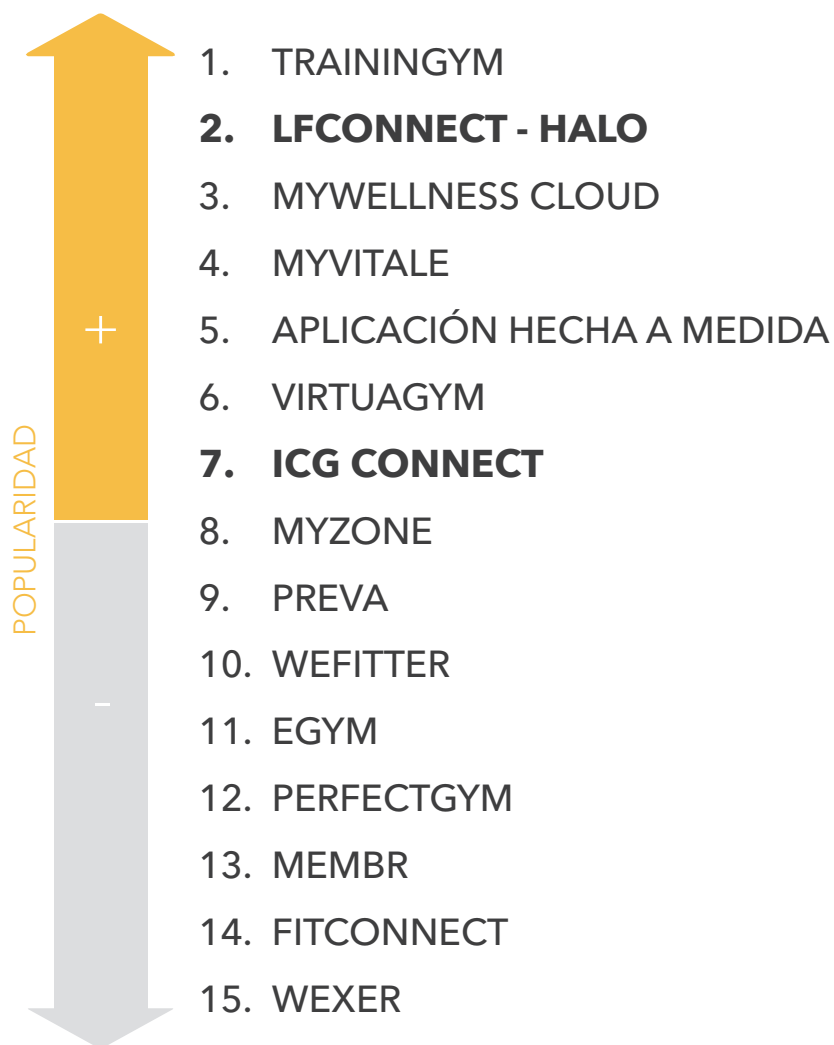 1. TRAININGYM
2. LFCONNECT - HALO
3. MYWELLNESS CLOUD
4. MYVITALE
5. APLICACIÓN HECHA A MEDIDA
6. VIRTUAGYM
7. ICG CONNECT
8. MYZONE
9. PREVA
10. WEFITTER
11. EGYM
12. PERFECTGYM
13. MEMBR
14. FITCONNECT
15. WEXER
+
-
POPULARIDAD